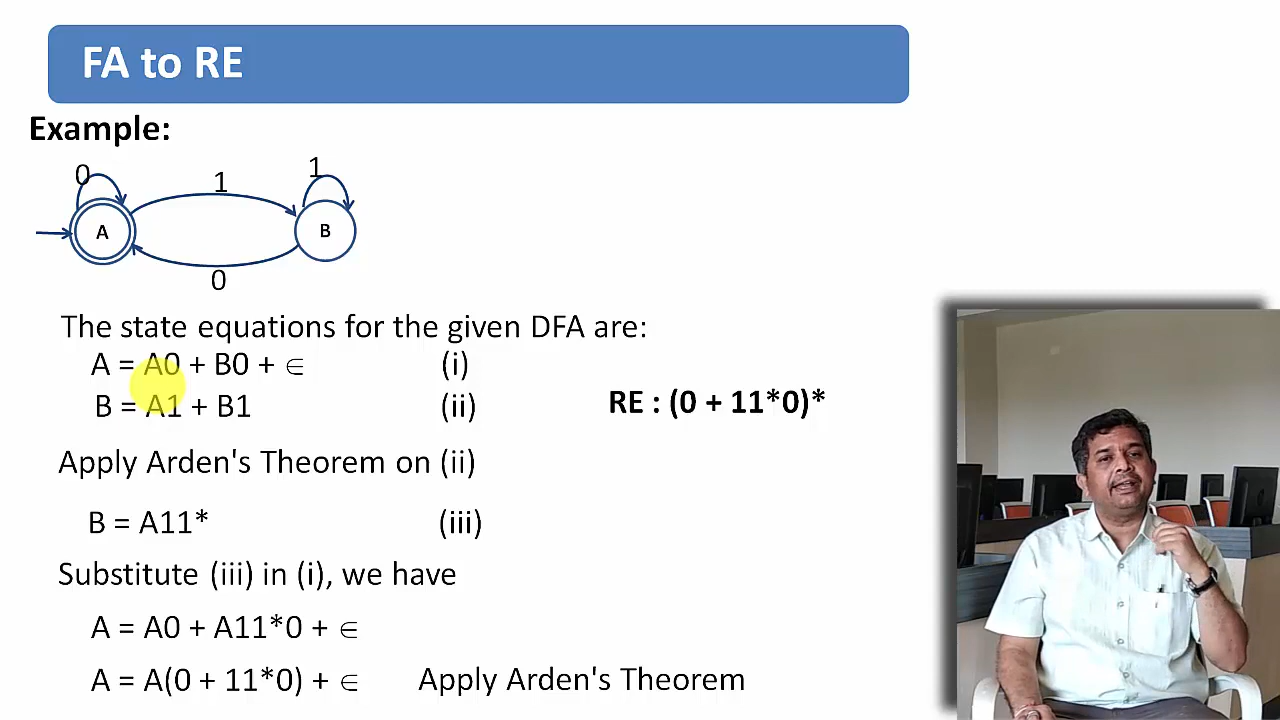 FA to RE
Example:
0
1
1
A
B
0
The state equations for the given DFA are:
A = A0 + B0 + ∈ (i)
B = A1 + B1 (ii)
RE : (0 + 11*0)*
Apply Arden's Theorem on (ii)
B = A11* (iii)
Substitute (iii) in (i), we have
A = A0 + A11*0 + ∈
A = A(0 + 11*0) + ∈ Apply Arden's Theorem